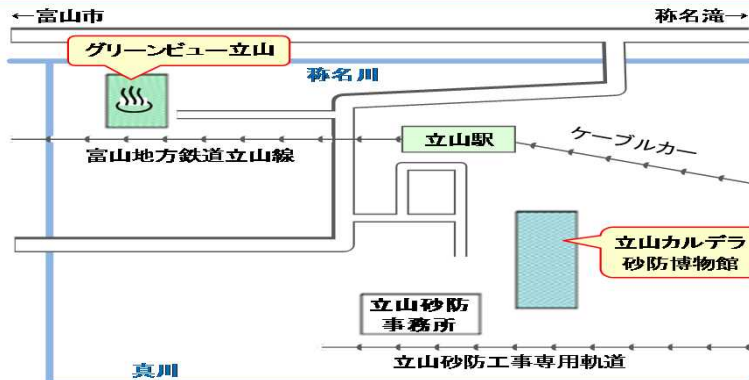 ←富山市
称名滝→
グリーンビュー立山
称名川
立山駅
ケーブルカー
富山地方鉄道立山線
立山カルデラ
砂防博物館
立山砂防
事務所
立山砂防工事専用軌道
真川